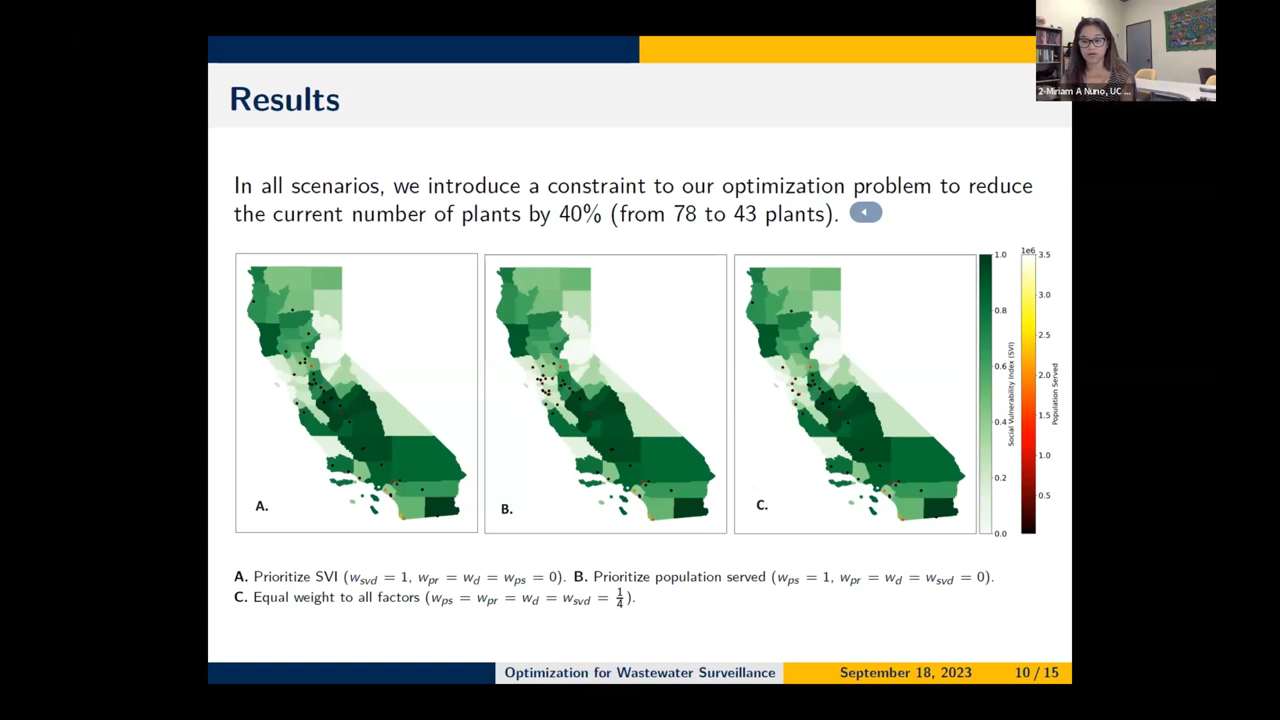 2-Miriam A Nuno, UC ...
Results
In all scenarios, we introduce a constraint to our optimization problem to reduce
the current number of plants by 40% (from 78 to 43 plants).
A.
B.
C.
1.0
0.8
0.6
0.4
0.2
0.0
Social Vulnerability Index (SVI)
1e6
3.5
3.0
2.5
2.0
1.5
1.0
0.5
Population Served
A. Prioritize SVI (w_svd = 1, w_pr = w_d = w_ps = 0). B. Prioritize population served (w_ps = 1, w_pr = w_d = w_svd = 0).
C. Equal weight to all factors (w_ps = w_pr = w_d = w_svd = 1/4).
Optimization for Wastewater Surveillance September 18, 2023 10 / 15